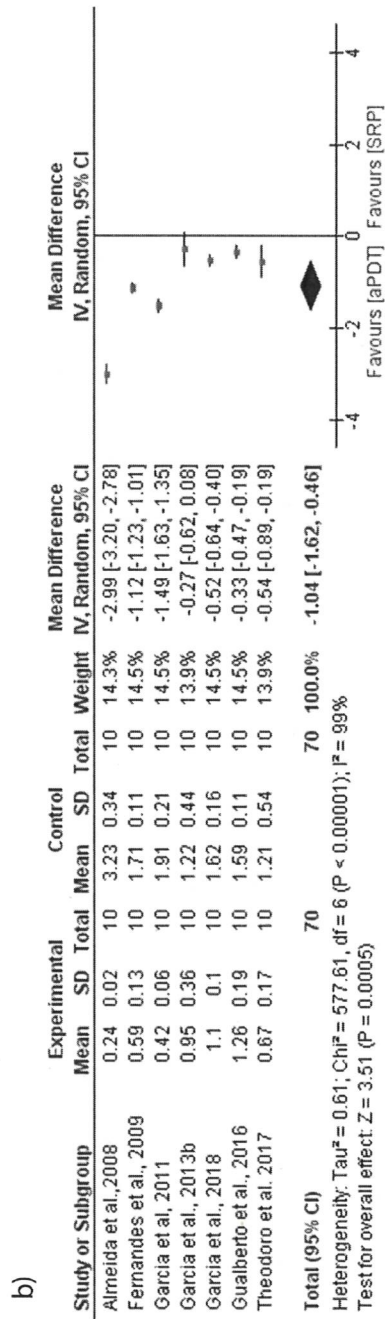 b)
Experimental Control Mean Difference Mean Difference
Study or Subgroup Mean SD Total Mean SD Total Weight IV, Random, 95% CI IV, Random, 95% CI
Almeida et al.,2008 0.24 0.02 10 3.23 0.34 10 14.3% -2.99 [-3.20, -2.78]
Fernandes et al., 2009 0.59 0.13 10 1.71 0.11 10 14.5% -1.12 [-1.23, -1.01]
Garcia et al, 2011 0.42 0.06 10 1.91 0.21 10 14.5% -1.49 [-1.63, -1.35]
Garcia et al., 2013b 0.95 0.36 10 1.22 0.44 10 13.9% -0.27 [-0.62, 0.08]
Garcia et al., 2018 1.1 0.1 10 1.62 0.16 10 14.5% -0.52 [-0.64, -0.40]
Gualberto et al., 2016 1.26 0.19 10 1.59 0.11 10 14.5% -0.33 [-0.47, -0.19]
Theodoro et al. 2017 0.67 0.17 10 1.21 0.54 10 13.9% -0.54 [-0.89, -0.19]
Total (95% CI) 70 70 100.0% -1.04 [-1.62, -0.46]
Heterogeneity: Tau² = 0.61; Chi² = 577.61, df = 6 (P < 0.00001); I² = 99%
Test for overall effect: Z = 3.51 (P = 0.0005)
-4 -2 0 2 4
Favours [aPDT] Favours [SRP]